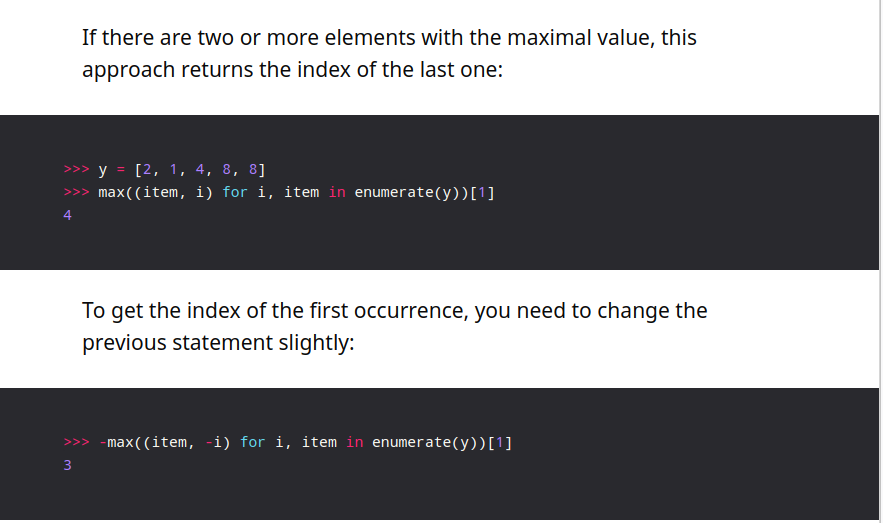 If there are two or more elements with the maximal value, this
approach returns the index of the last one:
>>> y = [2, 1, 4, 8, 8]
>>> max((item, i) for i, item in enumerate(y))[1]
4
To get the index of the first occurrence, you need to change the
previous statement slightly:
>>> -max((item, -i) for i, item in enumerate(y))[1]
3